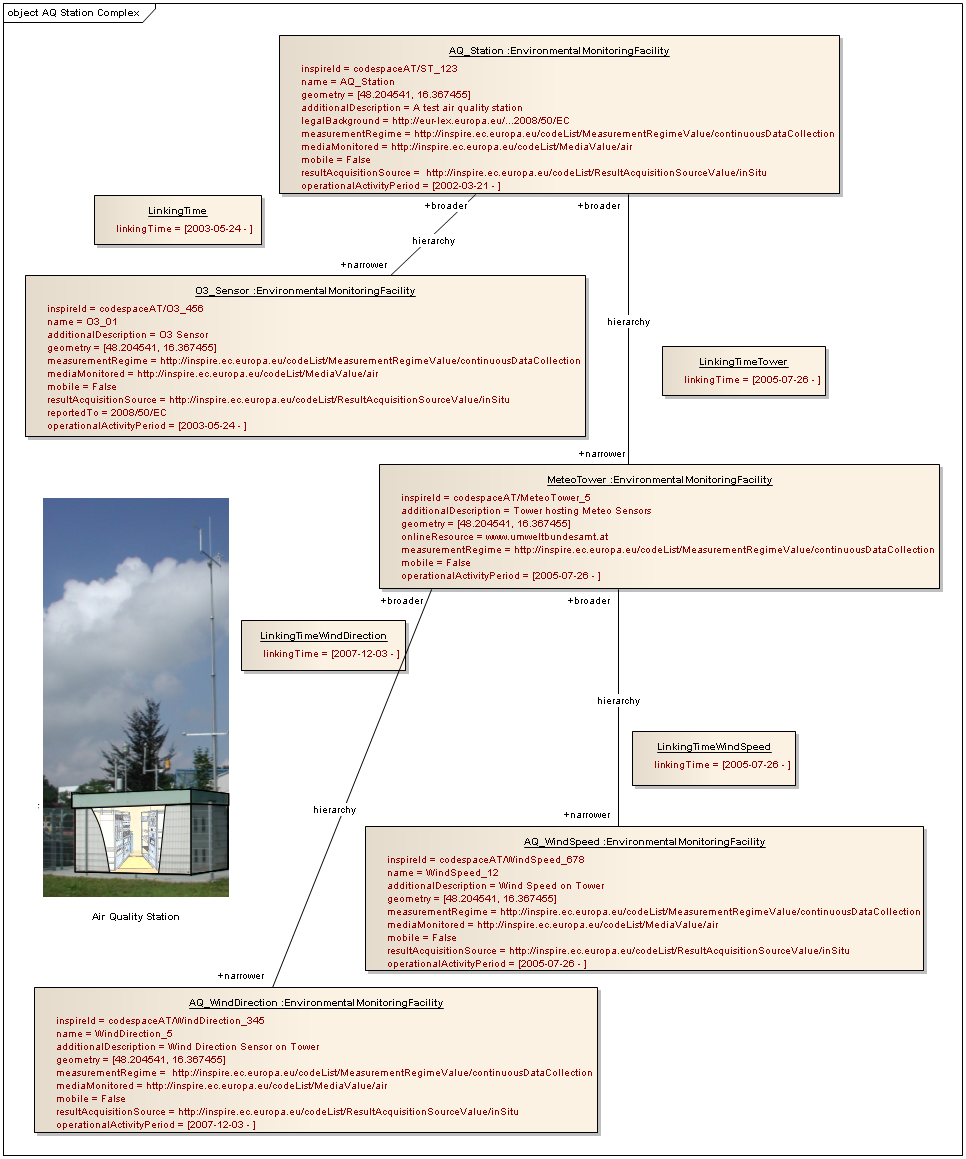 object AQ Station Complex
AQ_Station :EnvironmentalMonitoringFacility
inspireId = codespaceAT/ST_123
name = AQ_Station
geometry = [48.204541, 16.367455]
additionalDescription = A test air quality station
legalBackground = http://eur-lex.europa.eu/...2008/50/EC
measurementRegime = http://inspire.ec.europa.eu/codeList/MeasurementRegimeValue/continuousDataCollection
mediaMonitored = http://inspire.ec.europa.eu/codeList/MediaValue/air
mobile = False
resultAcquisitionSource = http://inspire.ec.europa.eu/codeList/ResultAcquisitionSourceValue/inSitu
operationalActivityPeriod = [2002-03-21 - ]
+broader
+broader
LinkingTime
linkingTime = [2003-05-24 - ]
hierarchy
+narrower
O3_Sensor :EnvironmentalMonitoringFacility
inspireId = codespaceAT/O3_456
name = O3_01
additionalDescription = O3 Sensor
geometry = [48.204541, 16.367455]
measurementRegime = http://inspire.ec.europa.eu/codeList/MeasurementRegimeValue/continuousDataCollection
mediaMonitored = http://inspire.ec.europa.eu/codeList/MediaValue/air
mobile = False
resultAcquisitionSource = http://inspire.ec.europa.eu/codeList/ResultAcquisitionSourceValue/inSitu
reportedTo = 2008/50/EC
operationalActivityPeriod = [2003-05-24 - ]
hierarchy
LinkingTimeTower
linkingTime = [2005-07-26 - ]
+narrower
MeteoTower :EnvironmentalMonitoringFacility
inspireId = codespaceAT/MeteoTower_5
additionalDescription = Tower hosting Meteo Sensors
geometry = [48.204541, 16.367455]
onlineResource = www.umweltbundesamt.at
measurementRegime = http://inspire.ec.europa.eu/codeList/MeasurementRegimeValue/continuousDataCollection
mobile = False
operationalActivityPeriod = [2005-07-26 - ]
+broader
+broader
LinkingTimeWindDirection
linkingTime = [2007-12-03 - ]
hierarchy
LinkingTimeWindSpeed
linkingTime = [2005-07-26 - ]
hierarchy
+narrower
AQ_WindSpeed :EnvironmentalMonitoringFacility
inspireId = codespaceAT/WindSpeed_678
name = WindSpeed_12
additionalDescription = Wind Speed on Tower
geometry = [48.204541, 16.367455]
measurementRegime = http://inspire.ec.europa.eu/codeList/MeasurementRegimeValue/continuousDataCollection
mediaMonitored = http://inspire.ec.europa.eu/codeList/MediaValue/air
mobile = False
resultAcquisitionSource = http://inspire.ec.europa.eu/codeList/ResultAcquisitionSourceValue/inSitu
operationalActivityPeriod = [2005-07-26 - ]
:
Air Quality Station
+narrower
AQ_WindDirection :EnvironmentalMonitoringFacility
inspireId = codespaceAT/WindDirection_345
name = WindDirection_5
additionalDescription = Wind Direction Sensor on Tower
geometry = [48.204541, 16.367455]
measurementRegime = http://inspire.ec.europa.eu/codeList/MeasurementRegimeValue/continuousDataCollection
mediaMonitored = http://inspire.ec.europa.eu/codeList/MediaValue/air
mobile = False
resultAcquisitionSource = http://inspire.ec.europa.eu/codeList/ResultAcquisitionSourceValue/inSitu
operationalActivityPeriod = [2007-12-03 - ]